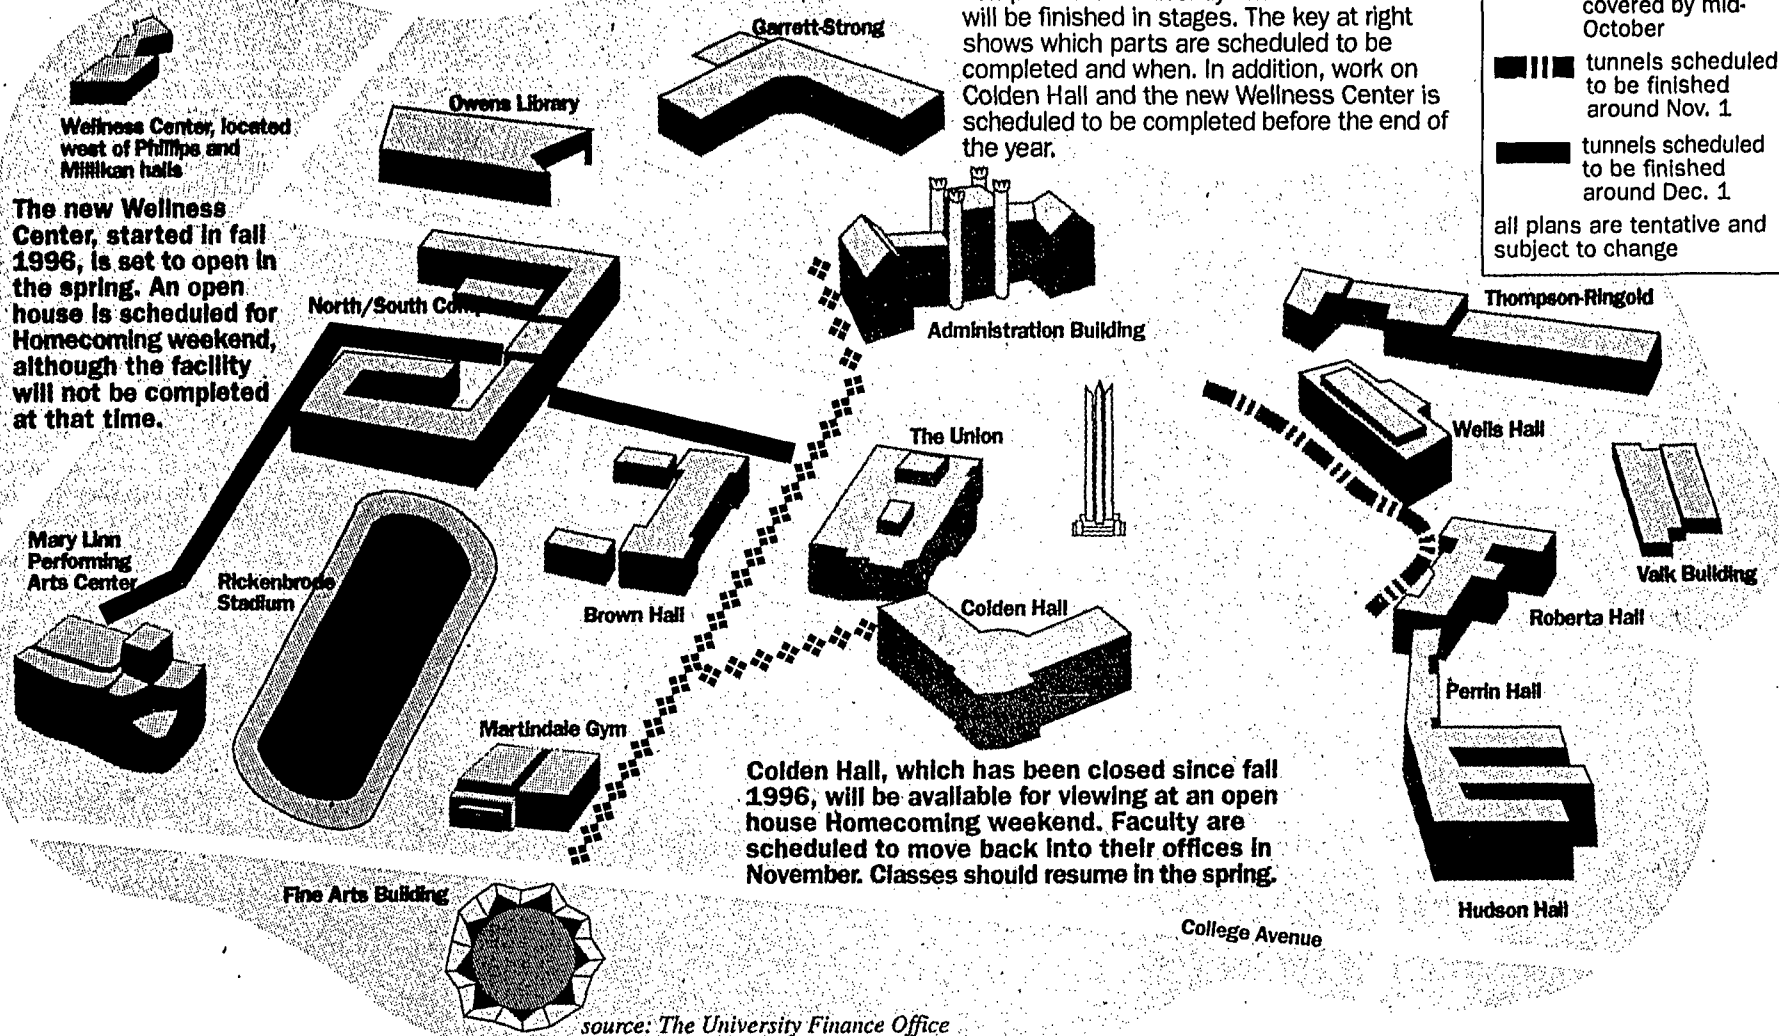 Garrett-Strong
will be finished in stages. The key at right
shows which parts are scheduled to be
completed and when. In addition, work on
Colden Hall and the new Wellness Center is
scheduled to be completed before the end of
the year.
covered by mid-
October
tunnels scheduled
to be finished
around Nov. 1
tunnels scheduled
to be finished
around Dec. 1
all plans are tentative and
subject to change
Owens Library
Wellness Center, located
west of Phillips and
Millikan halls
The new Wellness
Center, started in fall
1996, is set to open in
the spring. An open
house is scheduled for
Homecoming weekend,
although the facility
will not be completed
at that time.
North/South
Administration Building
Thompson-Ringold
The Union
Wells Hall
Mary Linn
Performing
Arts Center
Rickenbrode
Stadium
Brown Hall
Colden Hall
Valk Building
Roberta Hall
Perrin Hall
Martindale Gym
Colden Hall, which has been closed since fall
1996, will be available for viewing at an open
house Homecoming weekend. Faculty are
scheduled to move back into their offices in
November. Classes should resume in the spring.
Fine Arts Building
Hudson Hall
College Avenue
source: The University Finance Office